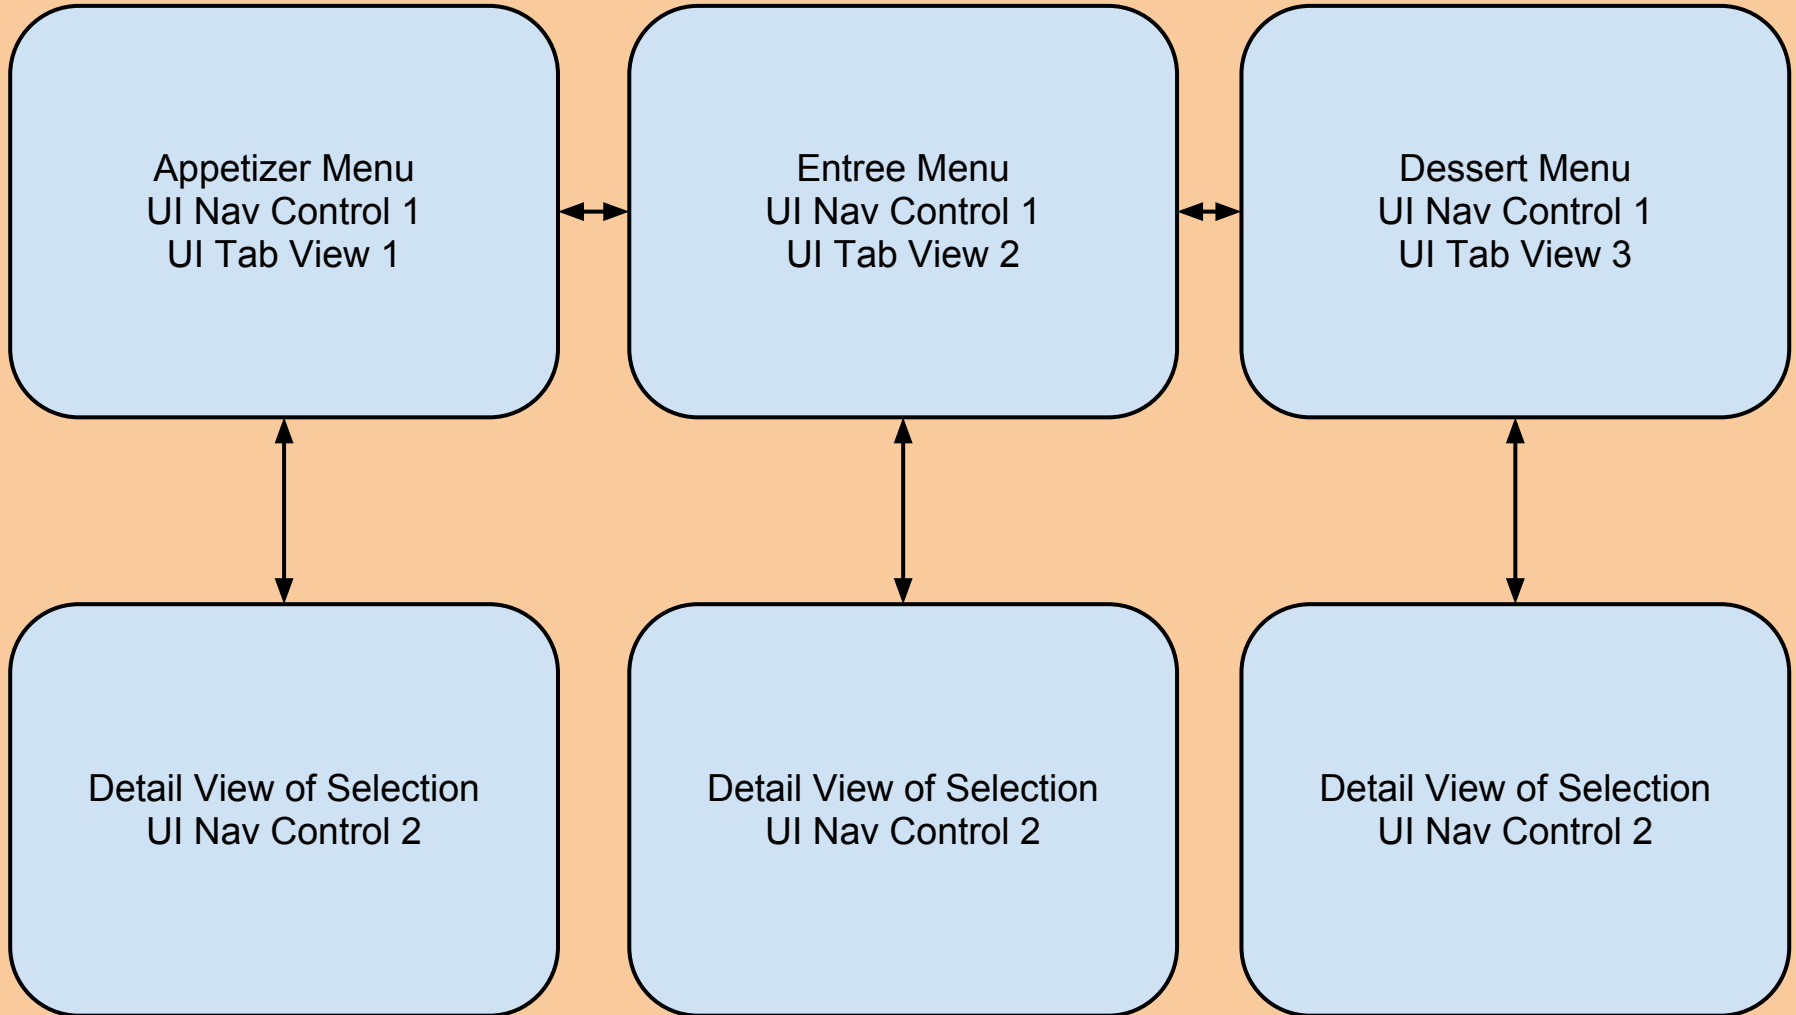 Appetizer Menu
UI Nav Control 1
UI Tab View 1
Entree Menu
UI Nav Control 1
UI Tab View 2
Dessert Menu
UI Nav Control 1
UI Tab View 3
Detail View of Selection
UI Nav Control 2
Detail View of Selection
UI Nav Control 2
Detail View of Selection
UI Nav Control 2